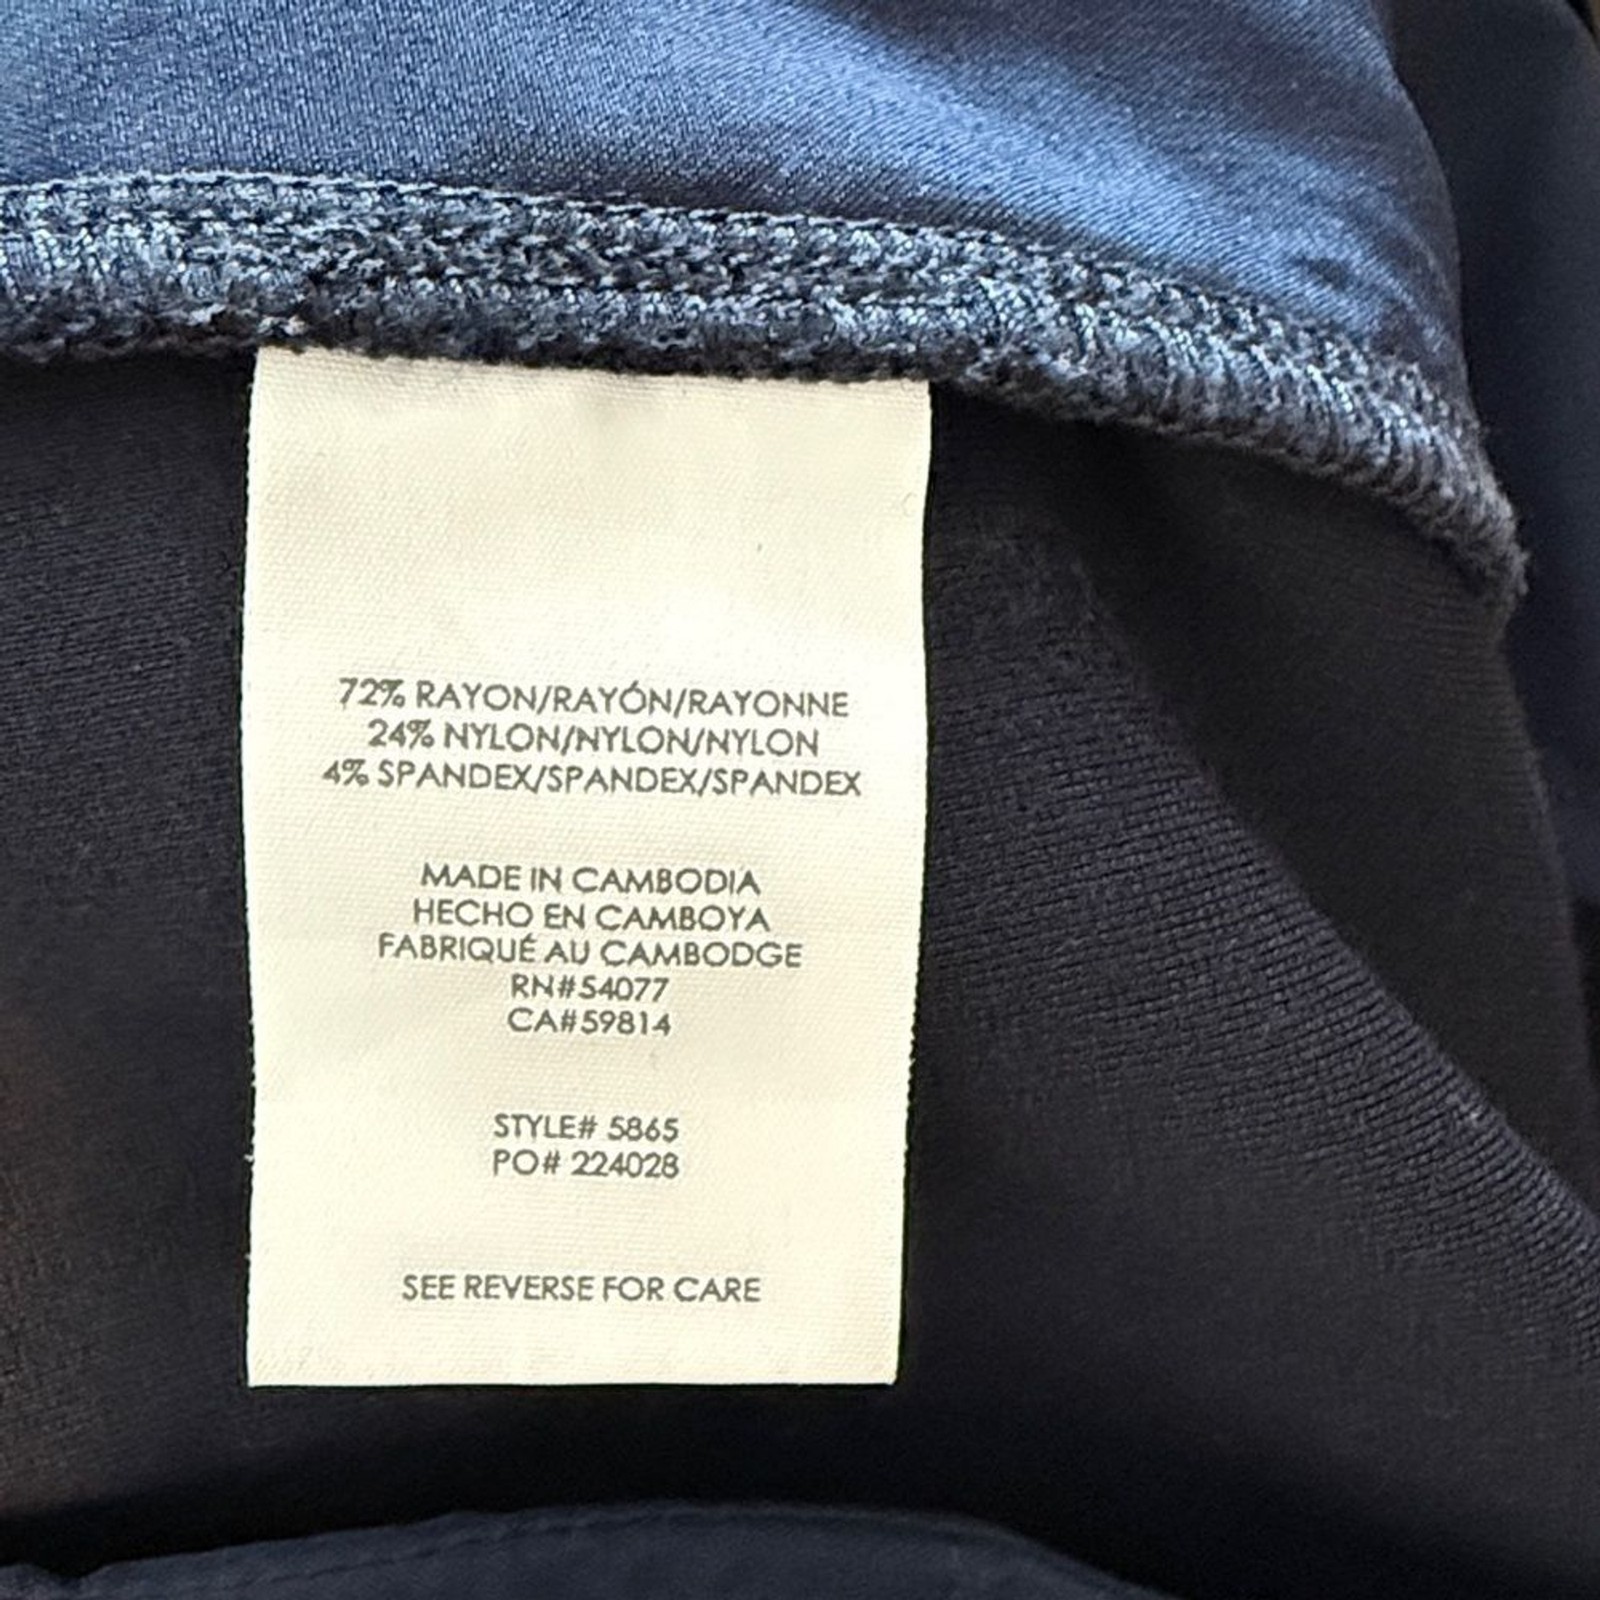 72% RAYON/RAYÓN/RAYONNE
24% NYLON/NYLON/NYLON
4% SPANDEX/SPANDEX/SPANDEX
MADE IN CAMBODIA
HECHO EN CAMBOYA
FABRIQUÉ AU CAMBODGE
RN#54077
CA#59814
STYLE# 5865
PO# 224028
SEE REVERSE FOR CARE